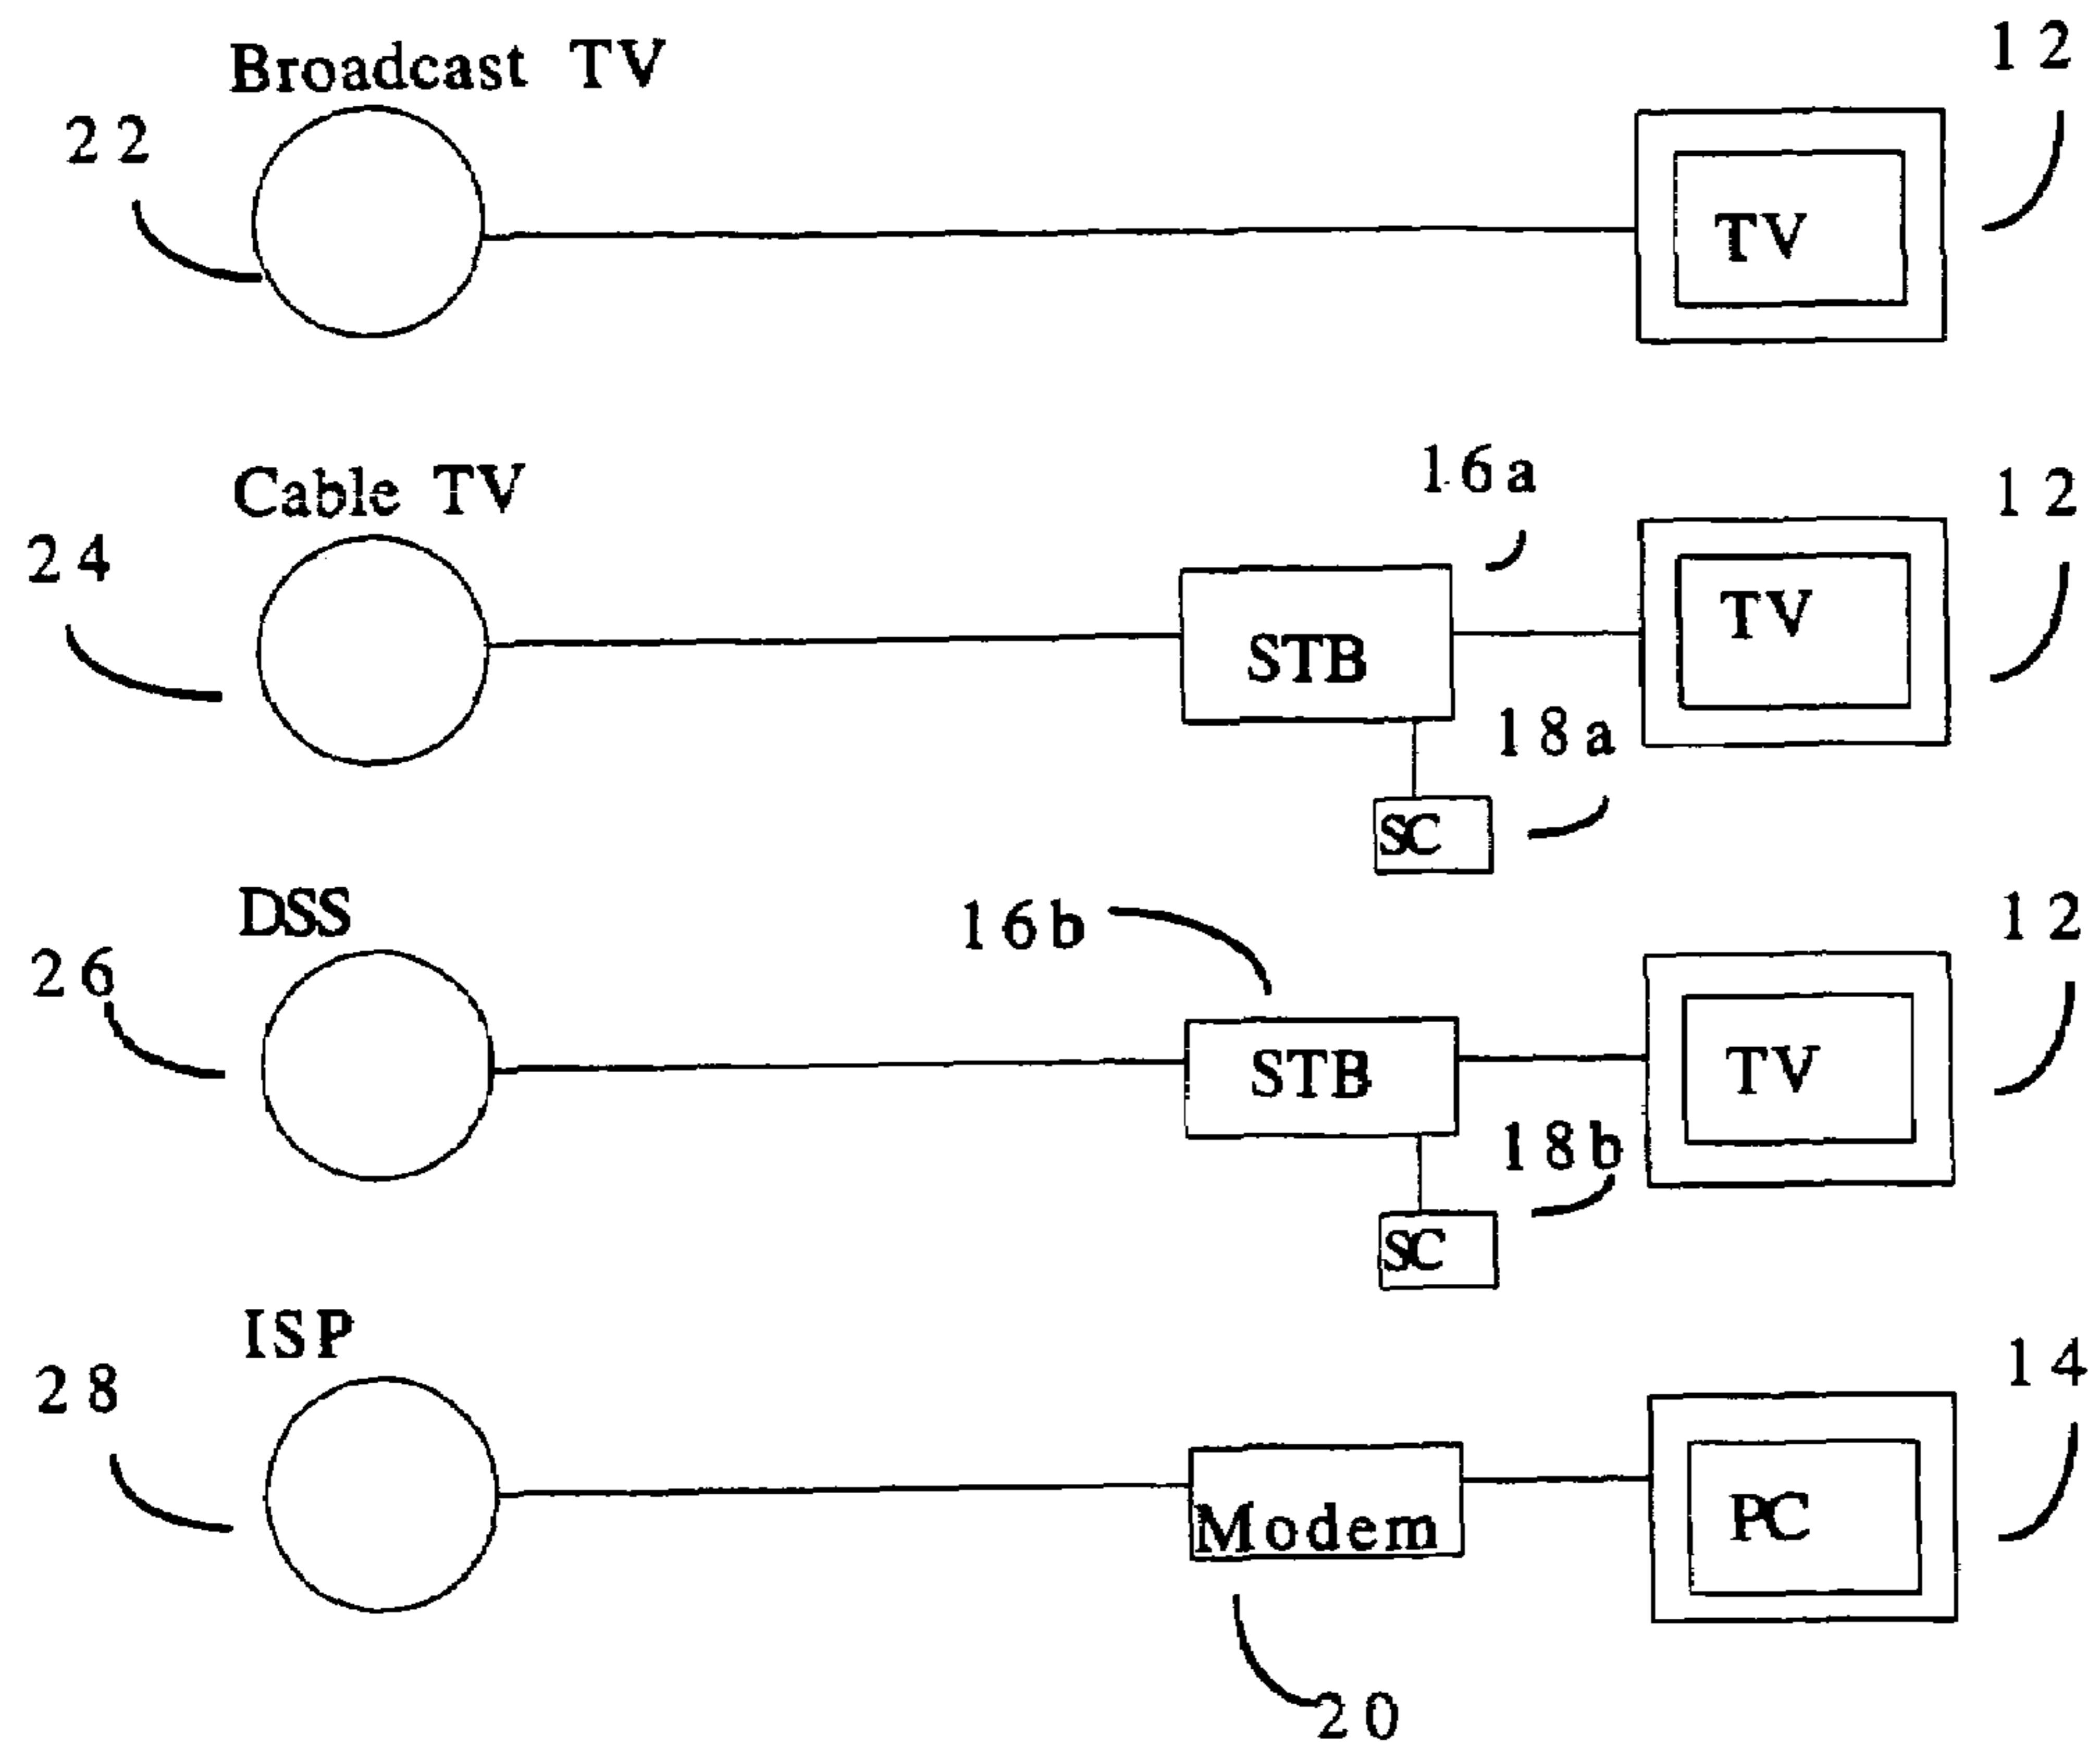 Broadcast TV
12
22
TV
Cable TV
16a
12
24
TV
STB
18a
SC
DSS
16b
12
26
STB
TV
18b
SC
ISP
28
14
Modem
PC
20